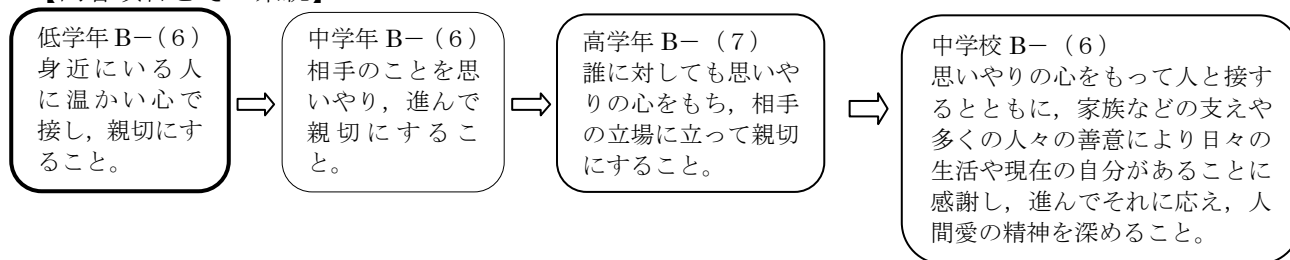 低学年 B－(６)
身近にいる人
に温かい心で
接し，親切にす
ること。
中学年 B－(６)
相手のことを思
いやり，進んで
親切にするこ
と。
高学年 B－（７）
誰に対しても思いや
りの心をもち，相手
の立場に立って親切
にすること。
中学校 B－（６）
思いやりの心をもって人と接す
るとともに，家族などの支えや
多くの人々の善意により日々の
生活や現在の自分があることに
感謝し，進んでそれに応え，人
間愛の精神を深めること。